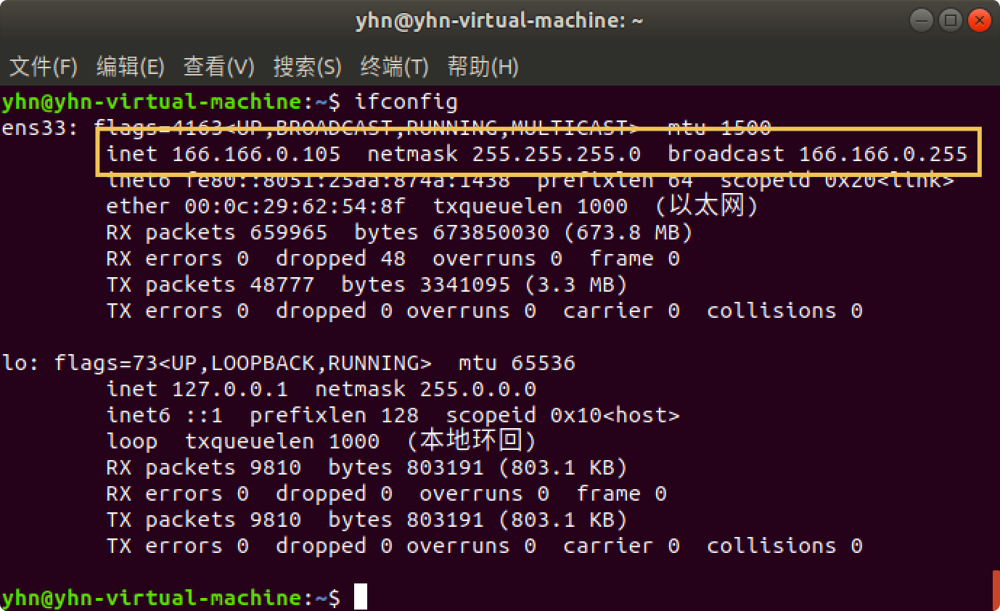 yhn@yhn-virtual-machine: ~
文件(F) 编辑(E) 查看(V) 搜索(S) 终端(T) 帮助(H)
yhn@yhn-virtual-machine:~$ ifconfig
ens33: flags=4163<UP,BROADCAST,RUNNING,MULTICAST>  mtu 1500
        inet 166.166.0.105  netmask 255.255.255.0  broadcast 166.166.0.255
        inet6 fe80::8051:25aa:874a:1438  prefixlen 64  scopeid 0x20<link>
        ether 00:0c:29:62:54:8f  txqueuelen 1000  (以太网)
        RX packets 659965  bytes 673850030 (673.8 MB)
        RX errors 0  dropped 48  overruns 0  frame 0
        TX packets 48777  bytes 3341095 (3.3 MB)
        TX errors 0  dropped 0 overruns 0  carrier 0  collisions 0

lo: flags=73<UP,LOOPBACK,RUNNING>  mtu 65536
        inet 127.0.0.1  netmask 255.0.0.0
        inet6 ::1  prefixlen 128  scopeid 0x10<host>
        loop  txqueuelen 1000  (本地环回)
        RX packets 9810  bytes 803191 (803.1 KB)
        RX errors 0  dropped 0  overruns 0  frame 0
        TX packets 9810  bytes 803191 (803.1 KB)
        TX errors 0  dropped 0 overruns 0  carrier 0  collisions 0

yhn@yhn-virtual-machine:~$